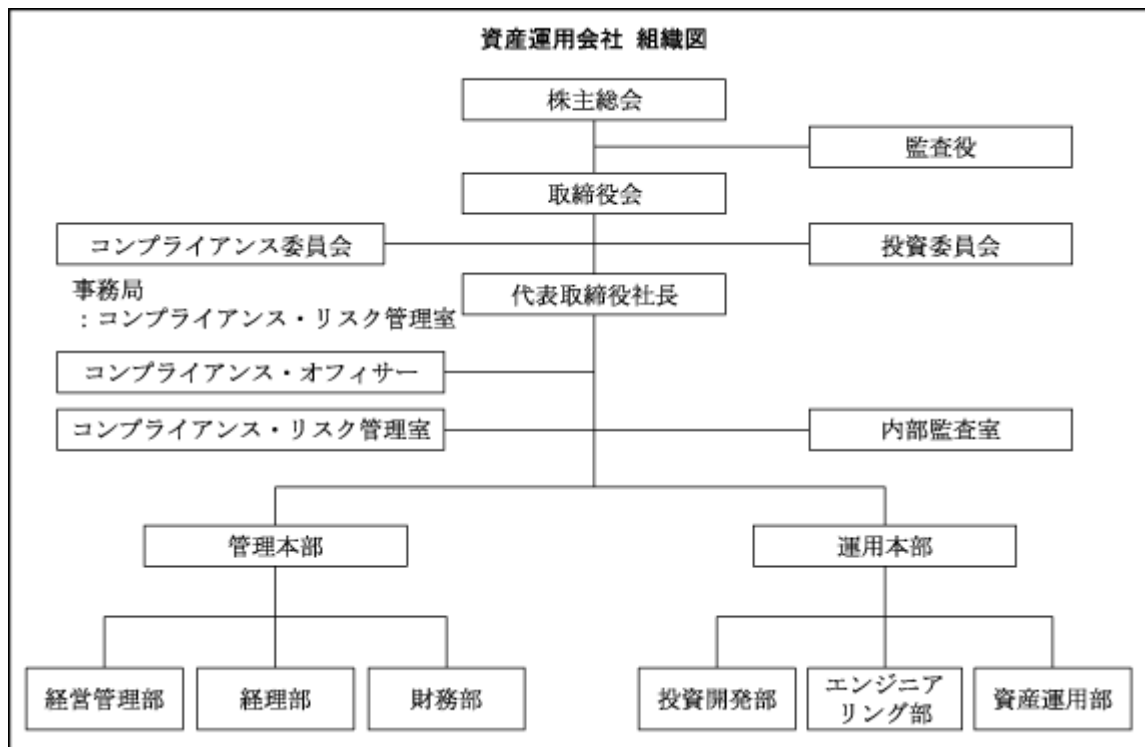 資産運用会社 組織図
株主総会
監査役
取締役会
コンプライアンス委員会
投資委員会
事務局
：コンプライアンス・リスク管理室
代表取締役社長
コンプライアンス・オフィサー
コンプライアンス・リスク管理室
内部監査室
管理本部
運用本部
経営管理部
経理部
財務部
投資開発部
エンジニア
リング部
資産運用部